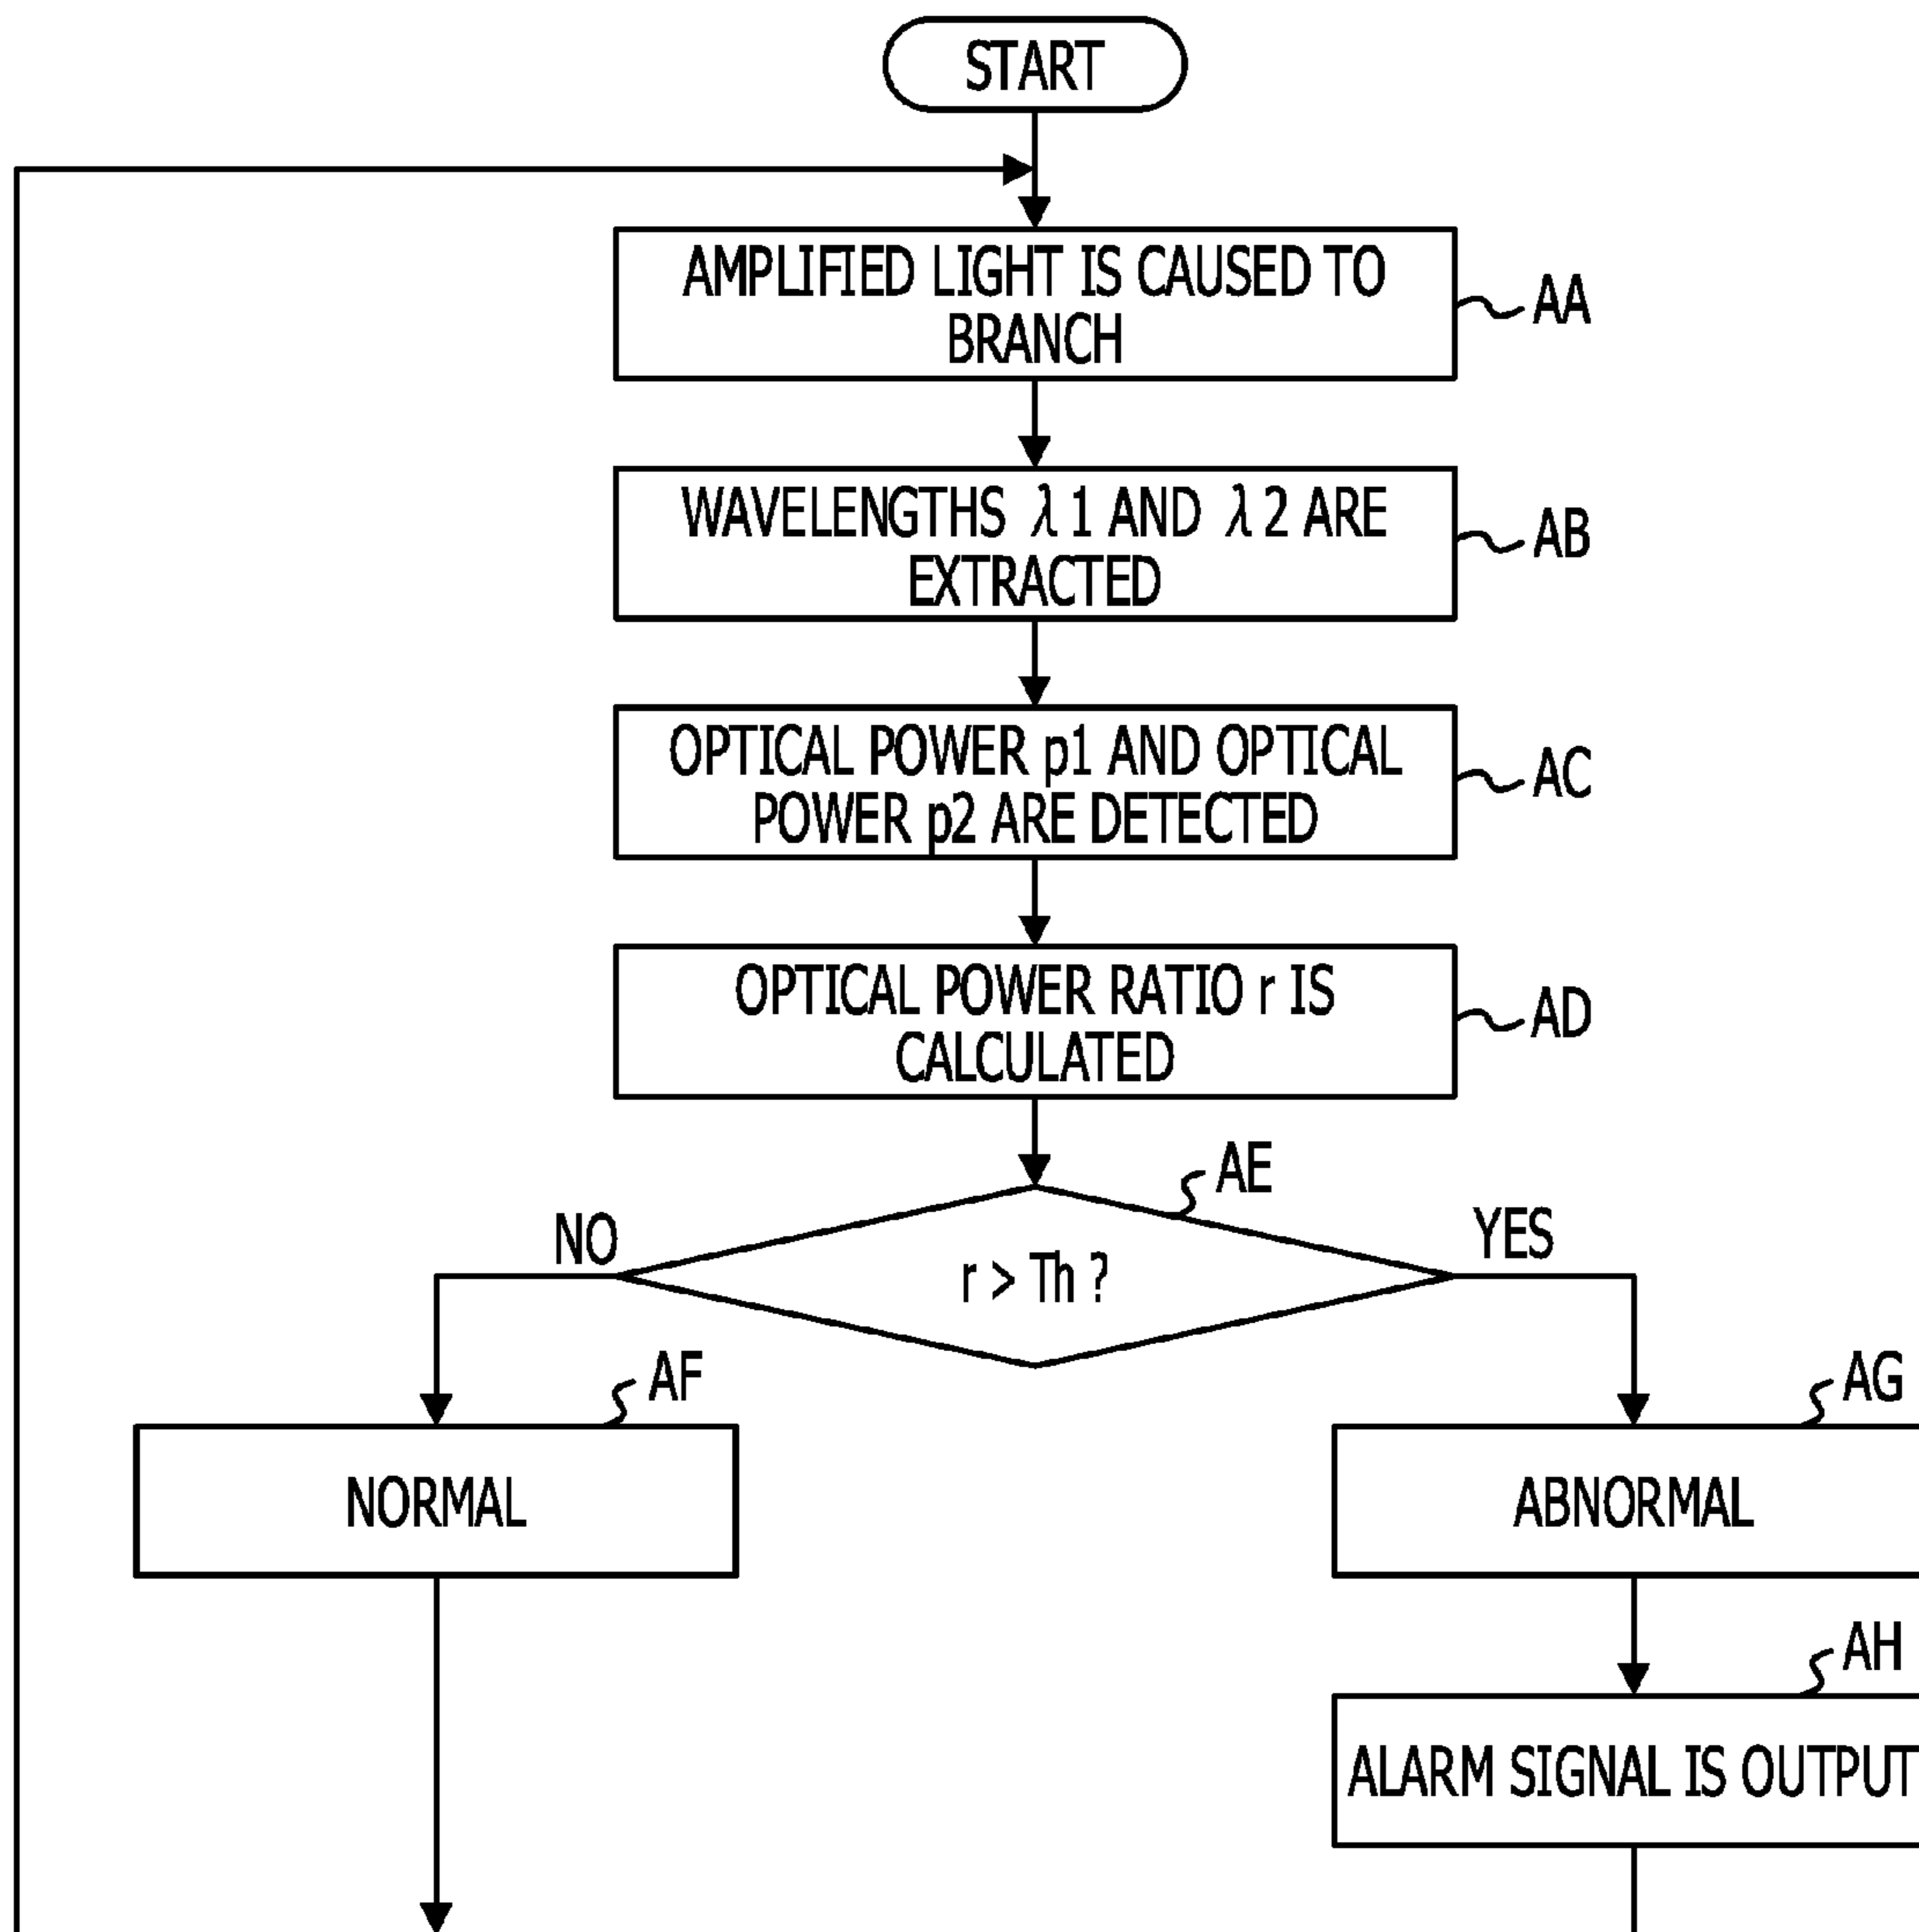 START
AMPLIFIED LIGHT IS CAUSED TO
BRANCH
AA
WAVELENGTHS λ1 AND λ2 ARE
EXTRACTED
AB
OPTICAL POWER p1 AND OPTICAL
POWER p2 ARE DETECTED
AC
OPTICAL POWER RATIO r IS
CALCULATED
AD
AE
NO
YES
r > Th ?
AF
AG
NORMAL
ABNORMAL
AH
ALARM SIGNAL IS OUTPUT